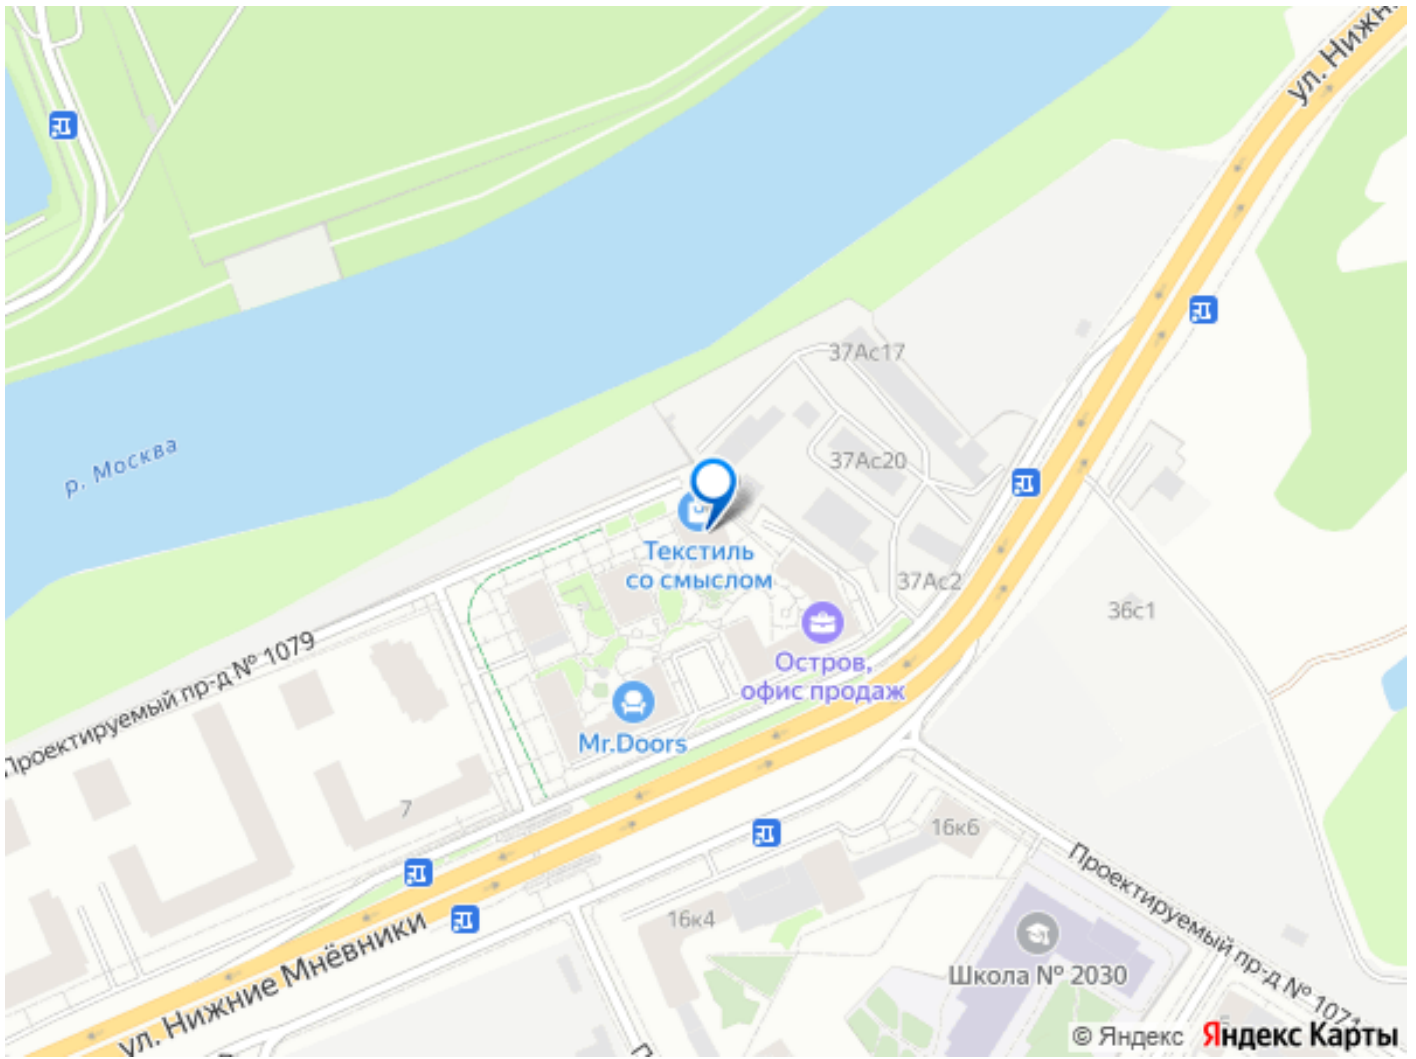 ул. Нижн
37Ас17
р. Москва
37Ас20
Текстиль
со смыслом
37Ас2
36с1
Проектируемый пр-д № 1079
Остров,
офис продаж
Mr.Doors
7
16к6
Проектируемый пр-д № 1071
16к4
ул. Нижние Мнёвники
Школа № 2030
© Яндекс Яндекс Карты